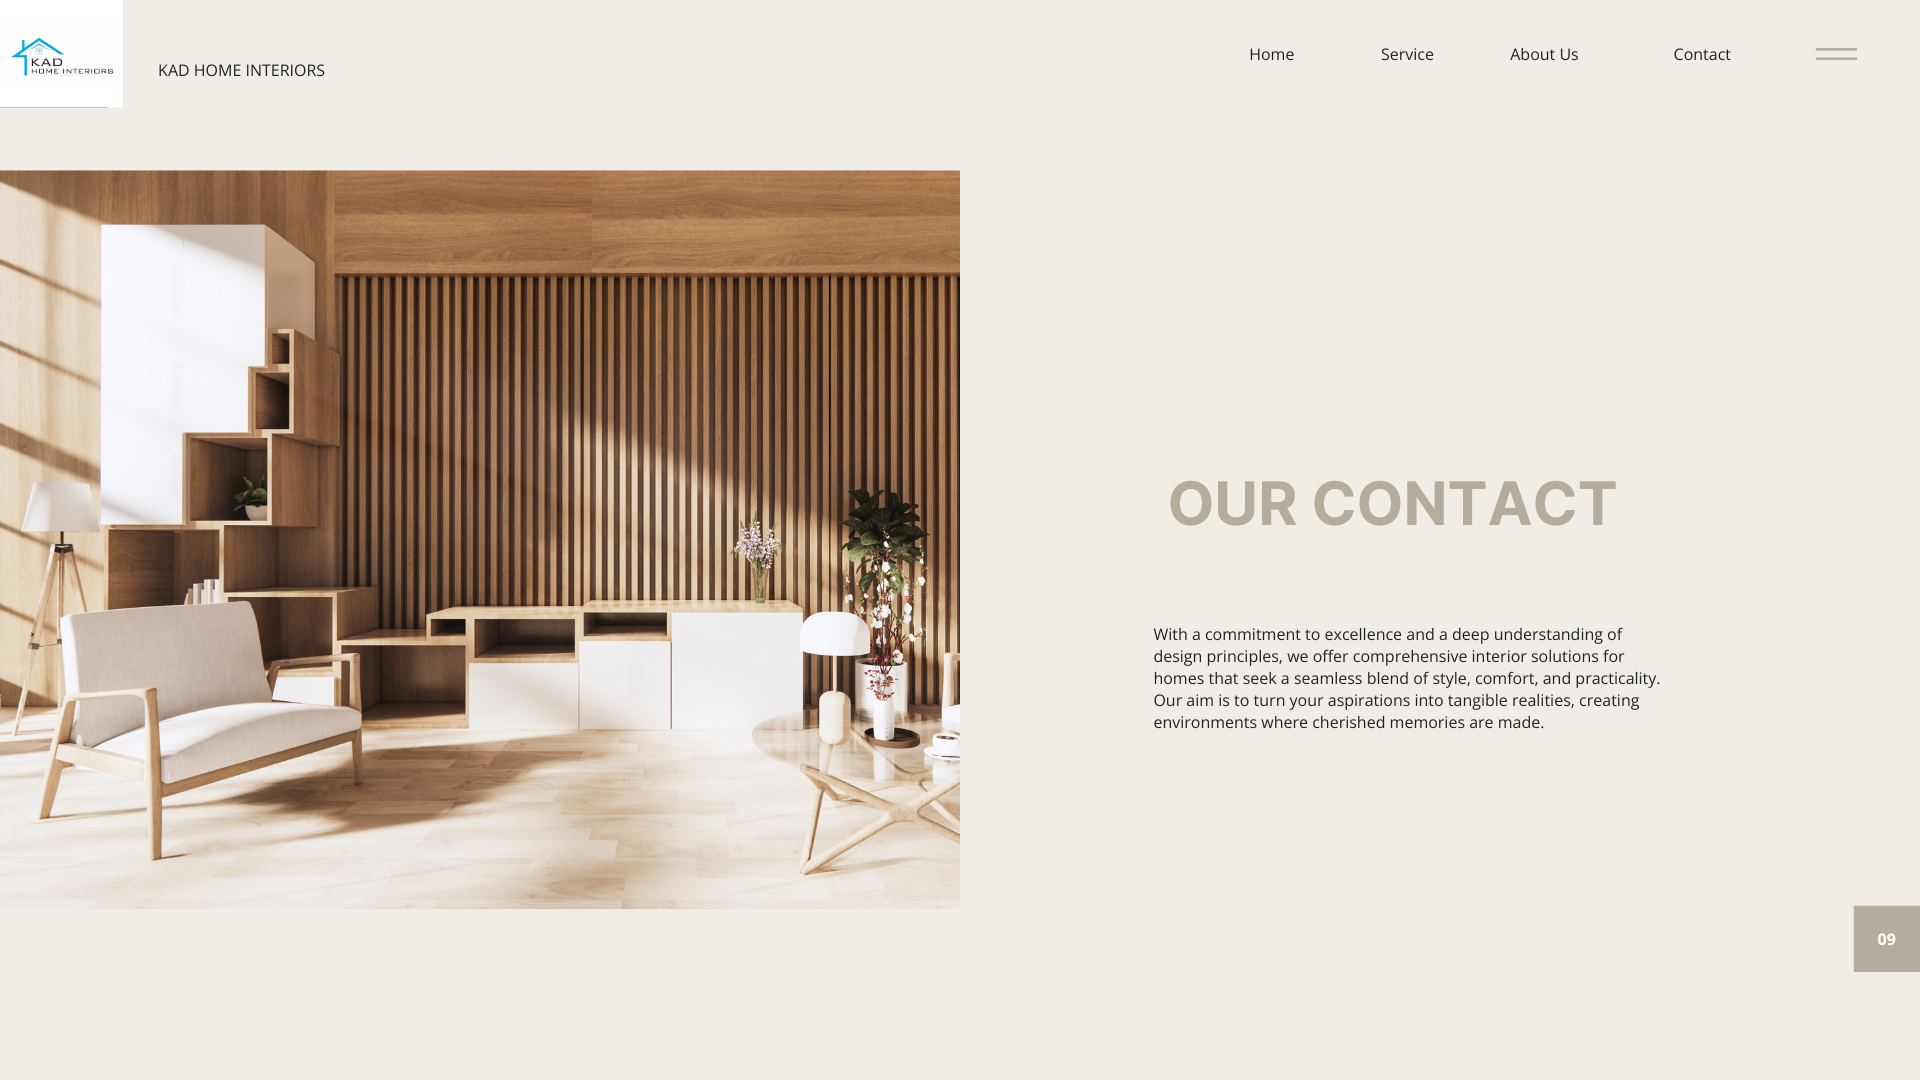 KAD
HOME INTERIORS
KAD HOME INTERIORS
Home
Service
About Us
Contact
OUR CONTACT
With a commitment to excellence and a deep understanding of
design principles, we offer comprehensive interior solutions for
homes that seek a seamless blend of style, comfort, and practicality.
Our aim is to turn your aspirations into tangible realities, creating
environments where cherished memories are made.
09